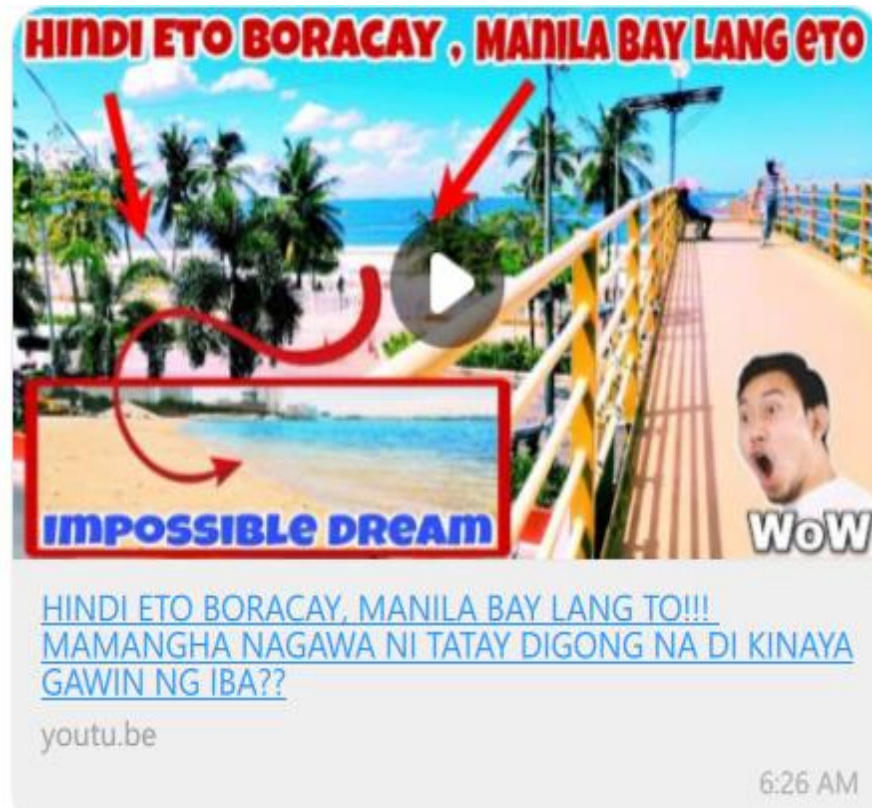 HINDI ETO BORACAY , MANILA BAY LANG eTO
IMPOSSIBLe DReAM
WoW
HINDI ETO BORACAY, MANILA BAY LANG TO!!!
MAMANGHA NAGAWA NI TATAY DIGONG NA DI KINAYA
GAWIN NG IBA??
youtu.be
6:26 AM